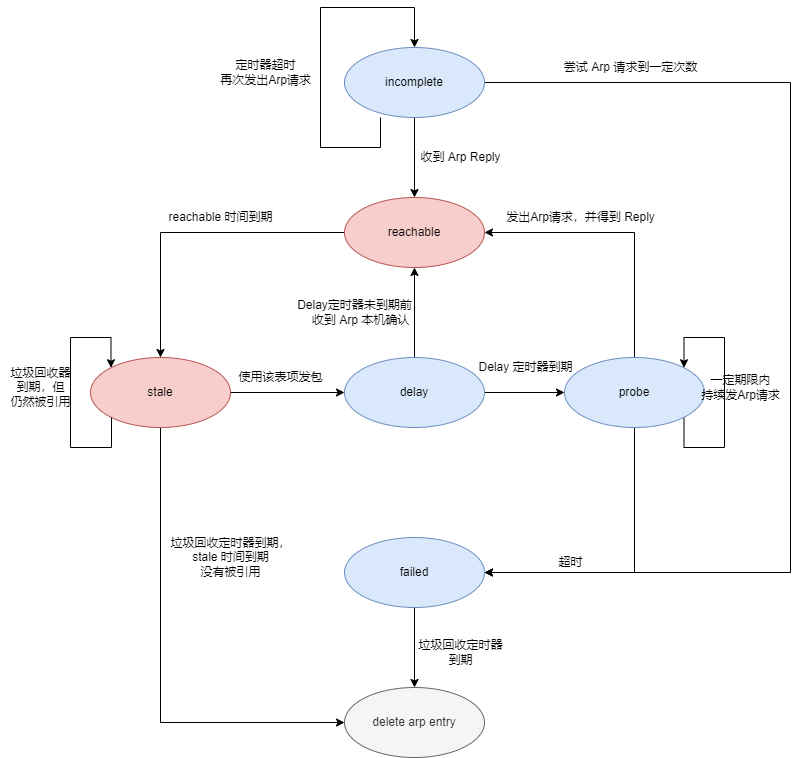 定时器超时
再次发出Arp请求
incomplete
尝试 Arp 请求到一定次数
收到 Arp Reply
reachable 时间到期
reachable
发出Arp请求，并得到 Reply
Delay定时器未到期前
收到 Arp 本机确认
垃圾回收器
到期，但
仍然被引用
stale
使用该表项发包
delay
Delay 定时器到期
probe
一定期限内
持续发Arp请求
垃圾回收定时器到期，
stale 时间到期
没有被引用
failed
超时
垃圾回收定时器
到期
delete arp entry